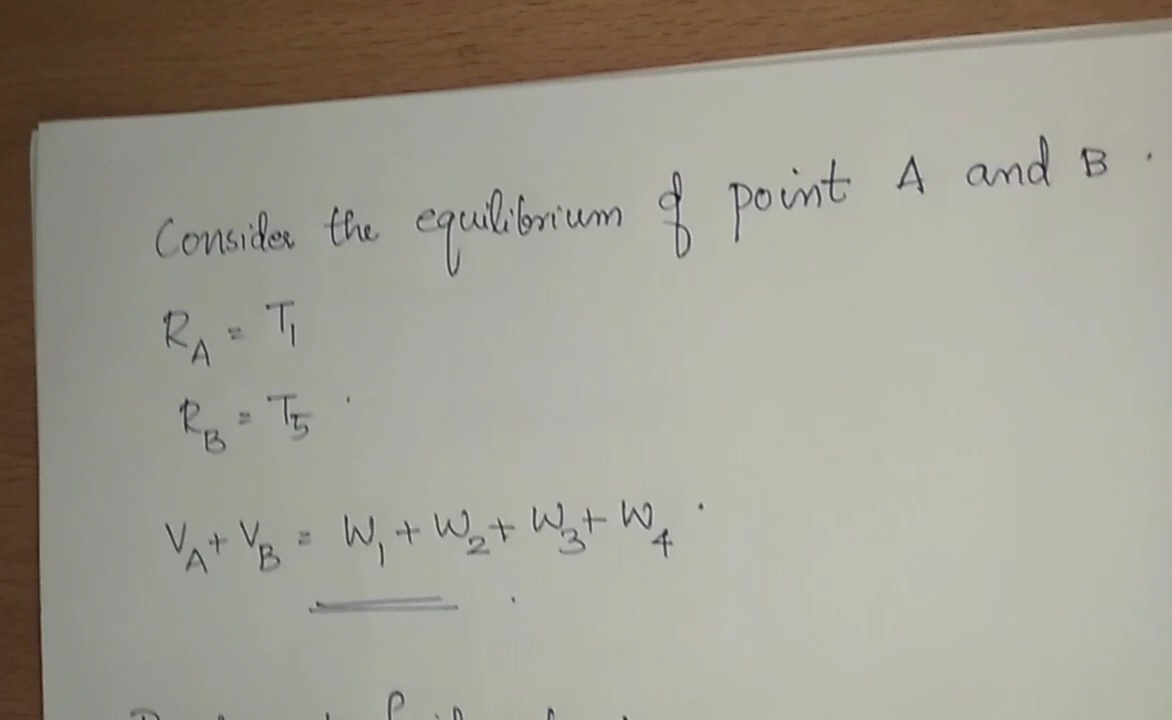 Consider the equilibrium of point A and B.
R_A = T_1
R_B = T_5.
V_A + V_B = W_1 + W_2 + W_3 + W_4.